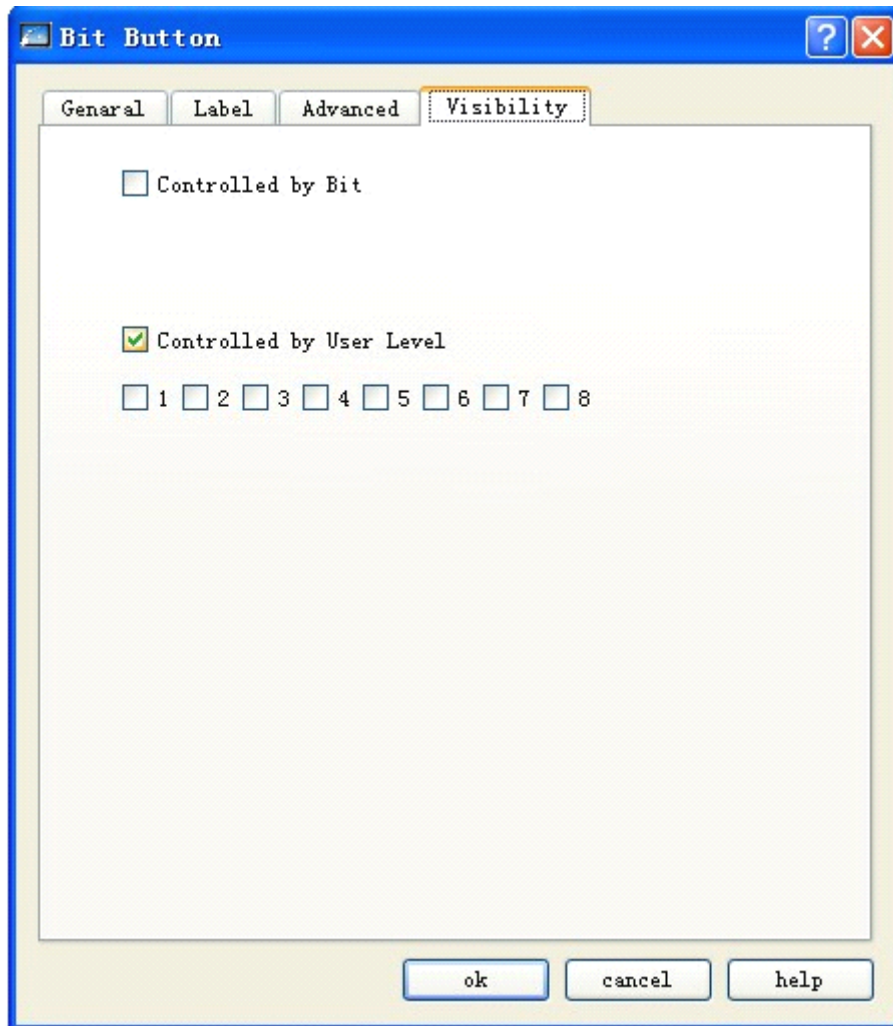 Bit Button
?
Genaral Label Advanced Visibility
Controlled by Bit
Controlled by User Level
1 2 3 4 5 6 7 8
ok cancel help